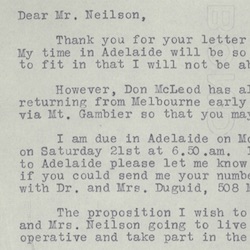 Dear Mr. Neilson,
Thank you for your letter
My time in Adelaide will be so
to fit in that I will not be ab
However, Don McLeod has al
returning from Melbourne early
via Mt. Gambier so that you may
I am due in Adelaide on Mo
on Saturday 21st at 6.50.am.
to Adelaide please let me know
if you could send me your numbe
with Dr. and Mrs. Duguid, 508
The proposition I wish to
and Mrs. Neilson going to live
operative and take part in the